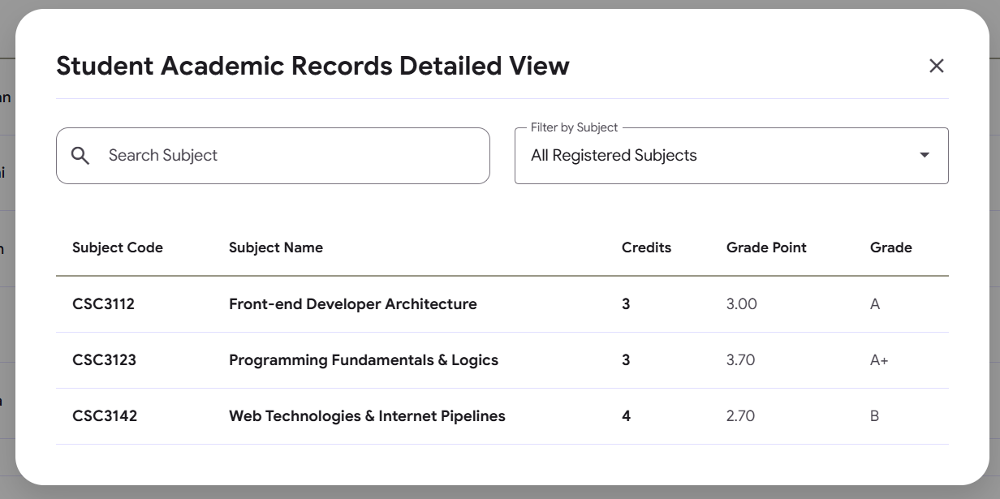 Student Academic Records Detailed View
Search Subject
Filter by Subject
All Registered Subjects
Subject Code Subject Name Credits Grade Point Grade
CSC3112 Front-end Developer Architecture 3 3.00 A
CSC3123 Programming Fundamentals & Logics 3 3.70 A+
CSC3142 Web Technologies & Internet Pipelines 4 2.70 B